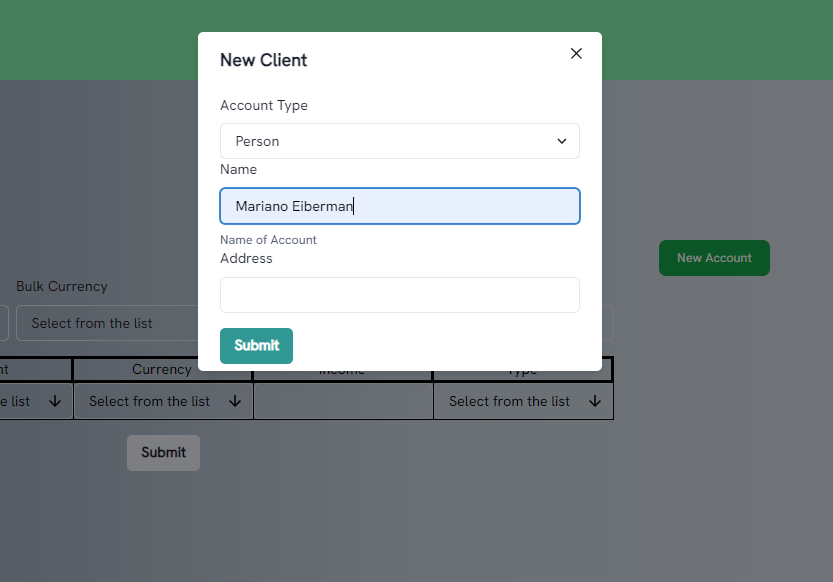 New Client
Account Type
Person
Name
Mariano Eiberman
Name of Account
Address
Submit
New Account
Bulk Currency
Select from the list
nt Currency Income Type
e list Select from the list Select from the list
Submit